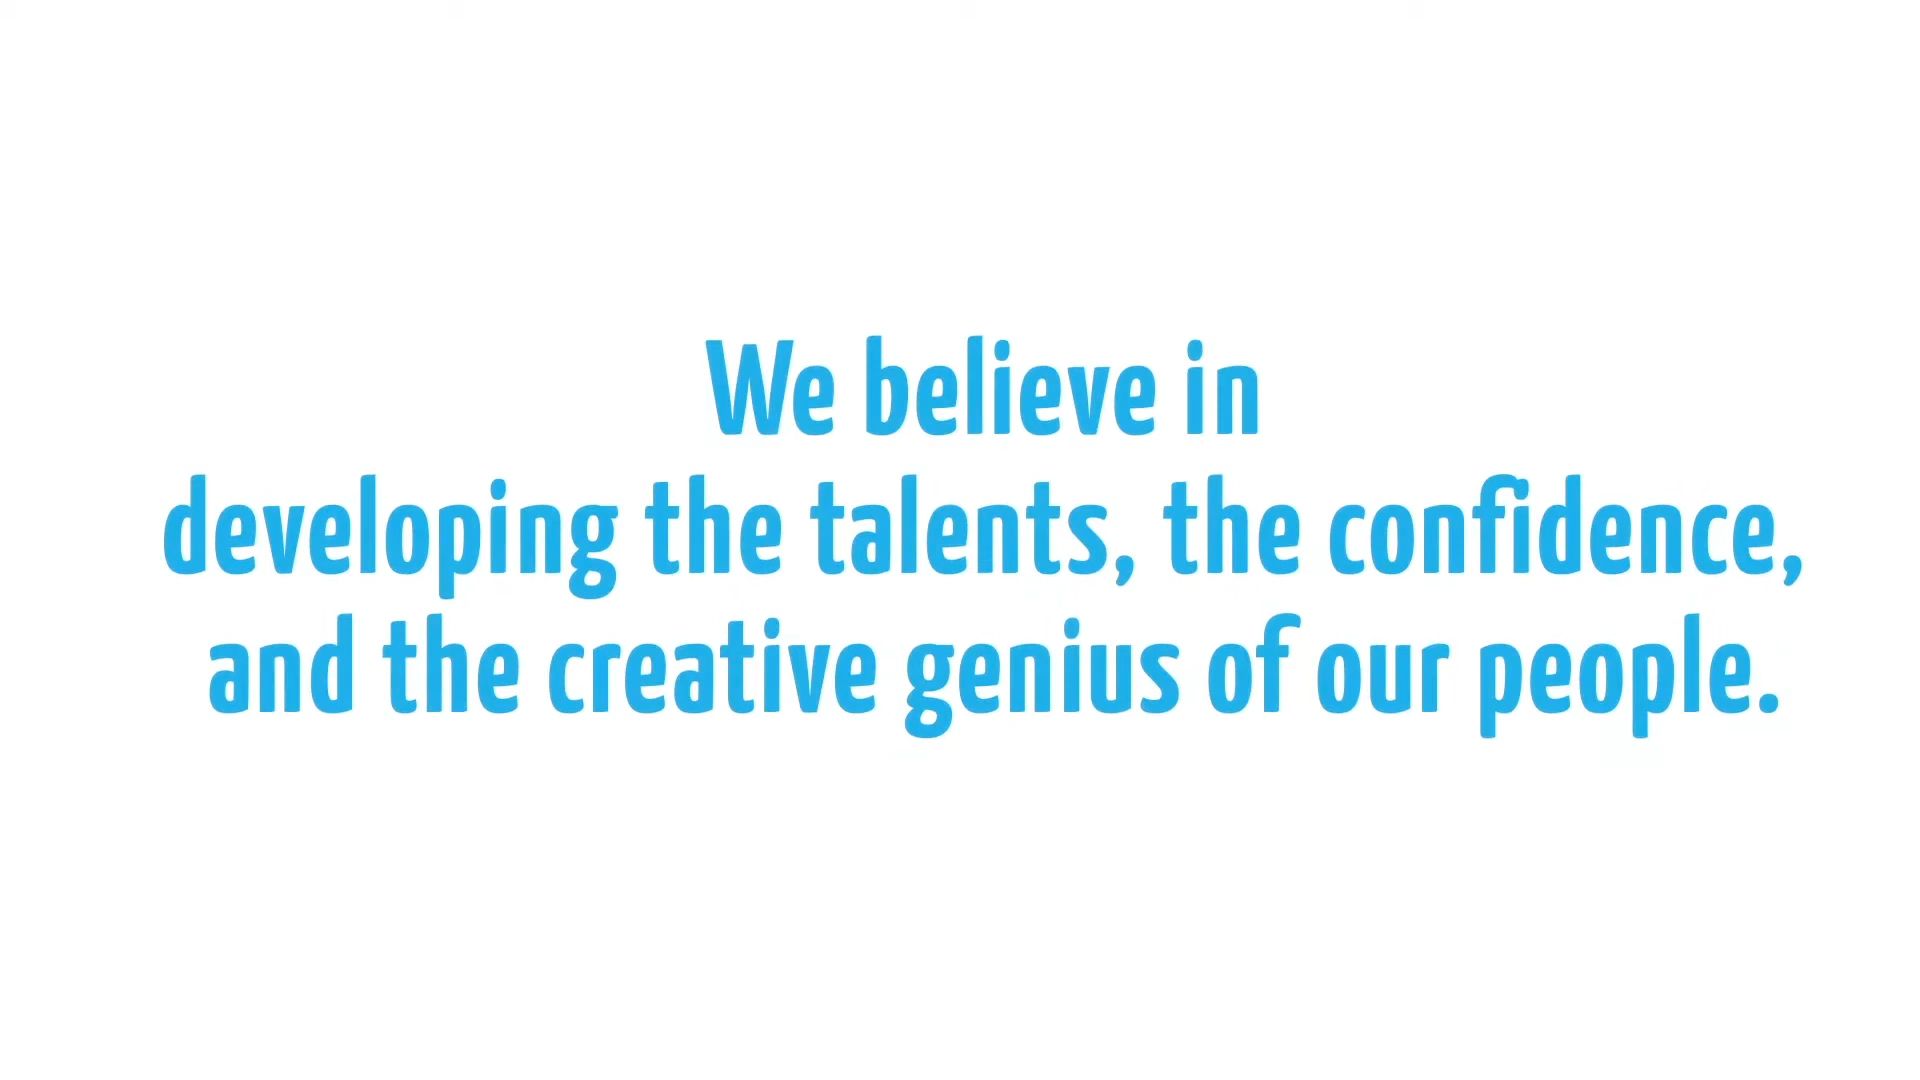 We believe in
developing the talents, the confidence,
and the creative genius of our people.